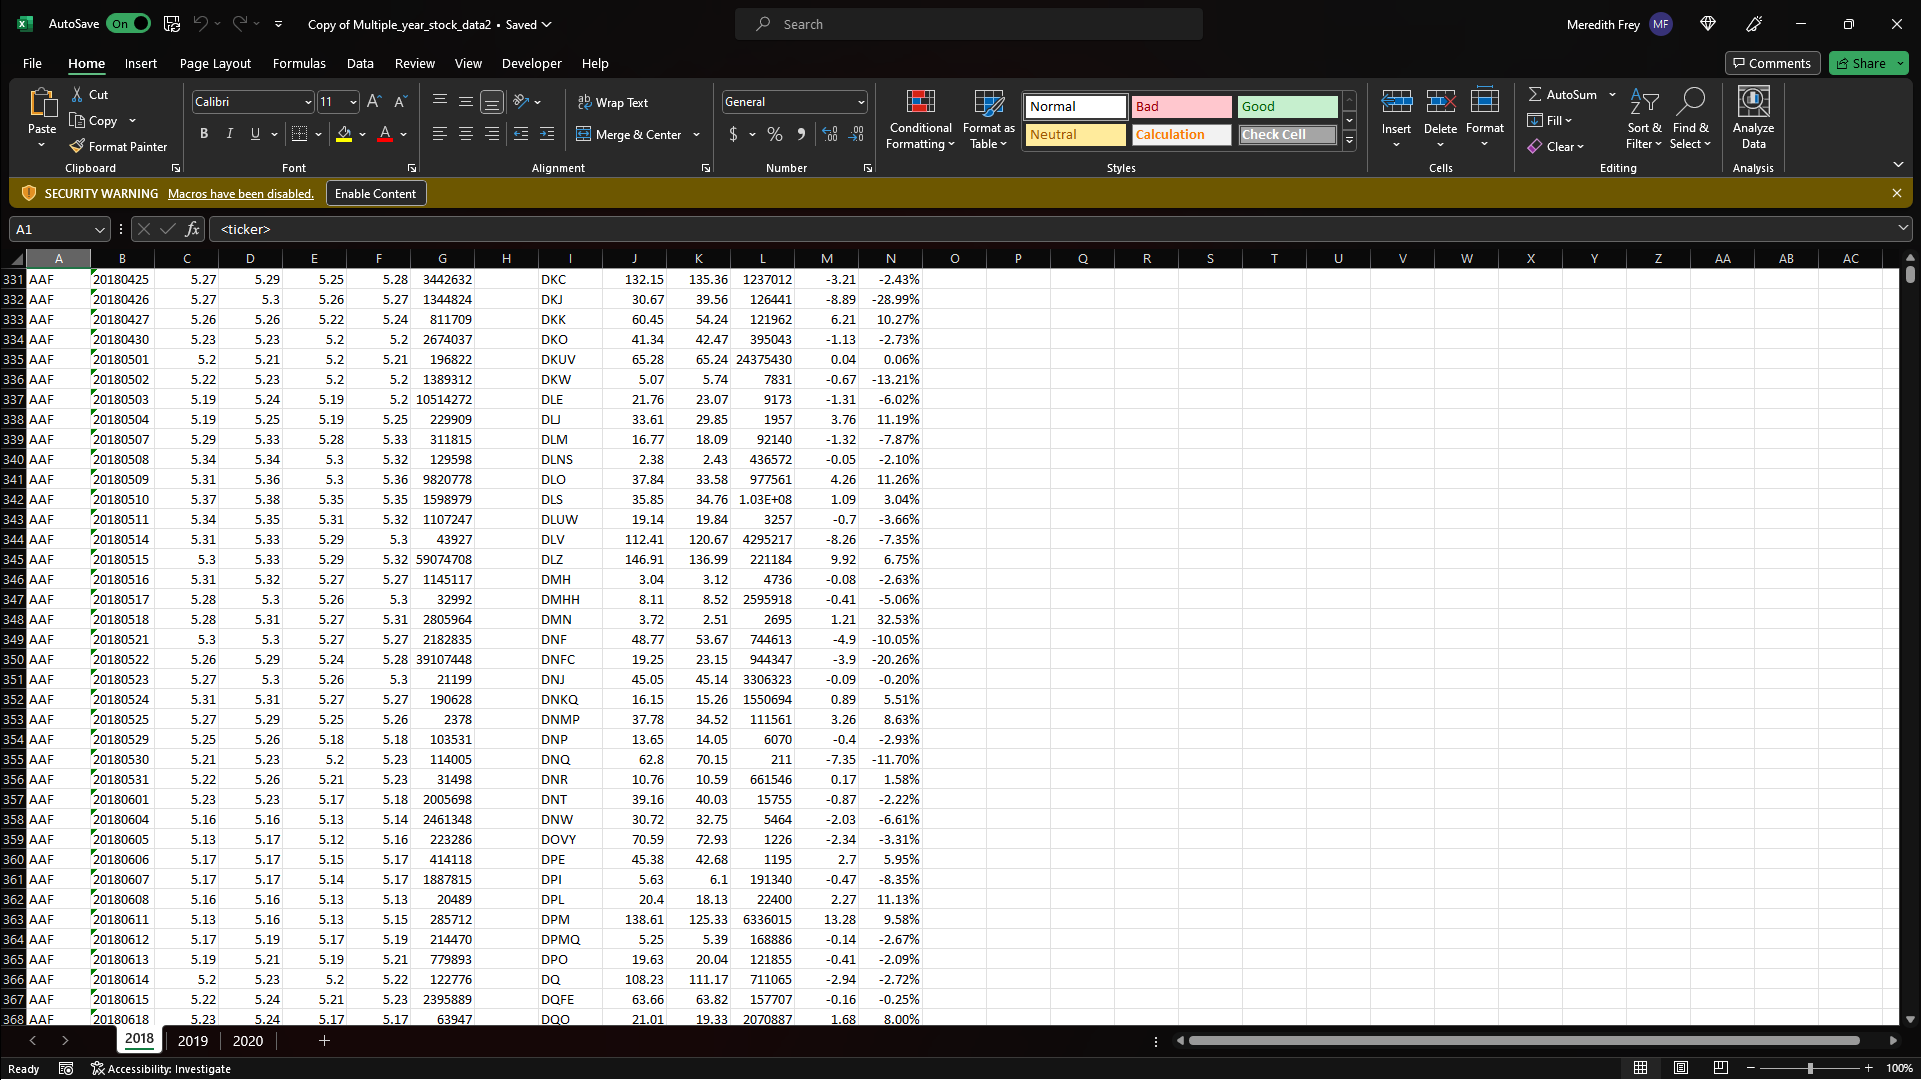 AutoSave On Copy of Multiple_year_stock_data2 • Saved Search Meredith Frey MF
File Home Insert Page Layout Formulas Data Review View Developer Help Comments Share
Paste Cut Copy Format Painter Clipboard
Calibri 11 A A B I U A Font
Wrap Text Merge & Center Alignment
General $ % Number
Conditional Formatting Format as Table
Normal Bad Good
Neutral Calculation Check Cell
Styles
Insert Delete Format Cells
AutoSum Fill Clear Sort & Filter Find & Select Editing
Analyze Data Analysis
SECURITY WARNING Macros have been disabled. Enable Content
A1 fx <ticker>
A B C D E F G H I J K L M N O P Q R S T U V W X Y Z AA AB AC
331 AAF 20180425 5.27 5.29 5.25 5.28 3442632 DKC 132.15 135.36 1237012 -3.21 -2.43%
332 AAF 20180426 5.27 5.3 5.26 5.27 1344824 DKJ 30.67 39.56 126441 -8.89 -28.99%
333 AAF 20180427 5.26 5.26 5.22 5.24 811709 DKK 60.45 54.24 121962 6.21 10.27%
334 AAF 20180430 5.23 5.23 5.2 5.2 2674037 DKO 41.34 42.47 395043 -1.13 -2.73%
335 AAF 20180501 5.2 5.21 5.2 5.21 196822 DKUV 65.28 65.24 24375430 0.04 0.06%
336 AAF 20180502 5.22 5.23 5.2 5.2 1389312 DKW 5.07 5.74 7831 -0.67 -13.21%
337 AAF 20180503 5.19 5.24 5.19 5.2 10514272 DLE 21.76 23.07 9173 -1.31 -6.02%
338 AAF 20180504 5.19 5.25 5.19 5.25 229909 DLJ 33.61 29.85 1957 3.76 11.19%
339 AAF 20180507 5.29 5.33 5.28 5.33 311815 DLM 16.77 18.09 92140 -1.32 -7.87%
340 AAF 20180508 5.34 5.34 5.3 5.32 129598 DLNS 2.38 2.43 436572 -0.05 -2.10%
341 AAF 20180509 5.31 5.36 5.3 5.36 9820778 DLO 37.84 33.58 977561 4.26 11.26%
342 AAF 20180510 5.37 5.38 5.35 5.35 1598979 DLS 35.85 34.76 1.03E+08 1.09 3.04%
343 AAF 20180511 5.34 5.35 5.31 5.32 1107247 DLUW 19.14 19.84 3257 -0.7 -3.66%
344 AAF 20180514 5.31 5.33 5.29 5.3 43927 DLV 112.41 120.67 4295217 -8.26 -7.35%
345 AAF 20180515 5.3 5.33 5.29 5.32 59074708 DLZ 146.91 136.99 221184 9.92 6.75%
346 AAF 20180516 5.31 5.32 5.27 5.27 1145117 DMH 3.04 3.12 4736 -0.08 -2.63%
347 AAF 20180517 5.28 5.3 5.26 5.3 32992 DMHH 8.11 8.52 2595918 -0.41 -5.06%
348 AAF 20180518 5.28 5.31 5.27 5.31 2805964 DMN 3.72 2.51 2695 1.21 32.53%
349 AAF 20180521 5.3 5.3 5.27 5.27 2182835 DNF 48.77 53.67 744613 -4.9 -10.05%
350 AAF 20180522 5.26 5.29 5.24 5.28 39107448 DNFC 19.25 23.15 944347 -3.9 -20.26%
351 AAF 20180523 5.27 5.3 5.26 5.3 21199 DNJ 45.05 45.14 3306323 -0.09 -0.20%
352 AAF 20180524 5.31 5.31 5.27 5.27 190628 DNKQ 16.15 15.26 1550694 0.89 5.51%
353 AAF 20180525 5.27 5.29 5.25 5.26 2378 DNMP 37.78 34.52 111561 3.26 8.63%
354 AAF 20180529 5.25 5.26 5.18 5.18 103531 DNP 13.65 14.05 6070 -0.4 -2.93%
355 AAF 20180530 5.21 5.23 5.2 5.23 114005 DNQ 62.8 70.15 211 -7.35 -11.70%
356 AAF 20180531 5.22 5.26 5.21 5.23 31498 DNR 10.76 10.59 661546 0.17 1.58%
357 AAF 20180601 5.23 5.23 5.17 5.18 2005698 DNT 39.16 40.03 15755 -0.87 -2.22%
358 AAF 20180604 5.16 5.16 5.13 5.14 2461348 DNW 30.72 32.75 5464 -2.03 -6.61%
359 AAF 20180605 5.13 5.17 5.12 5.16 223286 DOVY 70.59 72.93 1226 -2.34 -3.31%
360 AAF 20180606 5.17 5.17 5.15 5.17 414118 DPE 45.38 42.68 1195 2.7 5.95%
361 AAF 20180607 5.17 5.17 5.14 5.17 1887815 DPI 5.63 6.1 191340 -0.47 -8.35%
362 AAF 20180608 5.16 5.16 5.13 5.13 20489 DPL 20.4 18.13 22400 2.27 11.13%
363 AAF 20180611 5.13 5.16 5.13 5.15 285712 DPM 138.61 125.33 6336015 13.28 9.58%
364 AAF 20180612 5.17 5.19 5.17 5.19 214470 DPMQ 5.25 5.39 168886 -0.14 -2.67%
365 AAF 20180613 5.19 5.21 5.19 5.21 779893 DPO 19.63 20.04 121855 -0.41 -2.09%
366 AAF 20180614 5.2 5.23 5.2 5.22 122776 DQ 108.23 111.17 711065 -2.94 -2.72%
367 AAF 20180615 5.22 5.24 5.21 5.23 2395889 DQFE 63.66 63.82 157707 -0.16 -0.25%
368 AAF 20180618 5.23 5.24 5.17 5.17 63947 DQO 21.01 19.33 2070887 1.68 8.00%
2018 2019 2020
Ready Accessibility: Investigate 100%